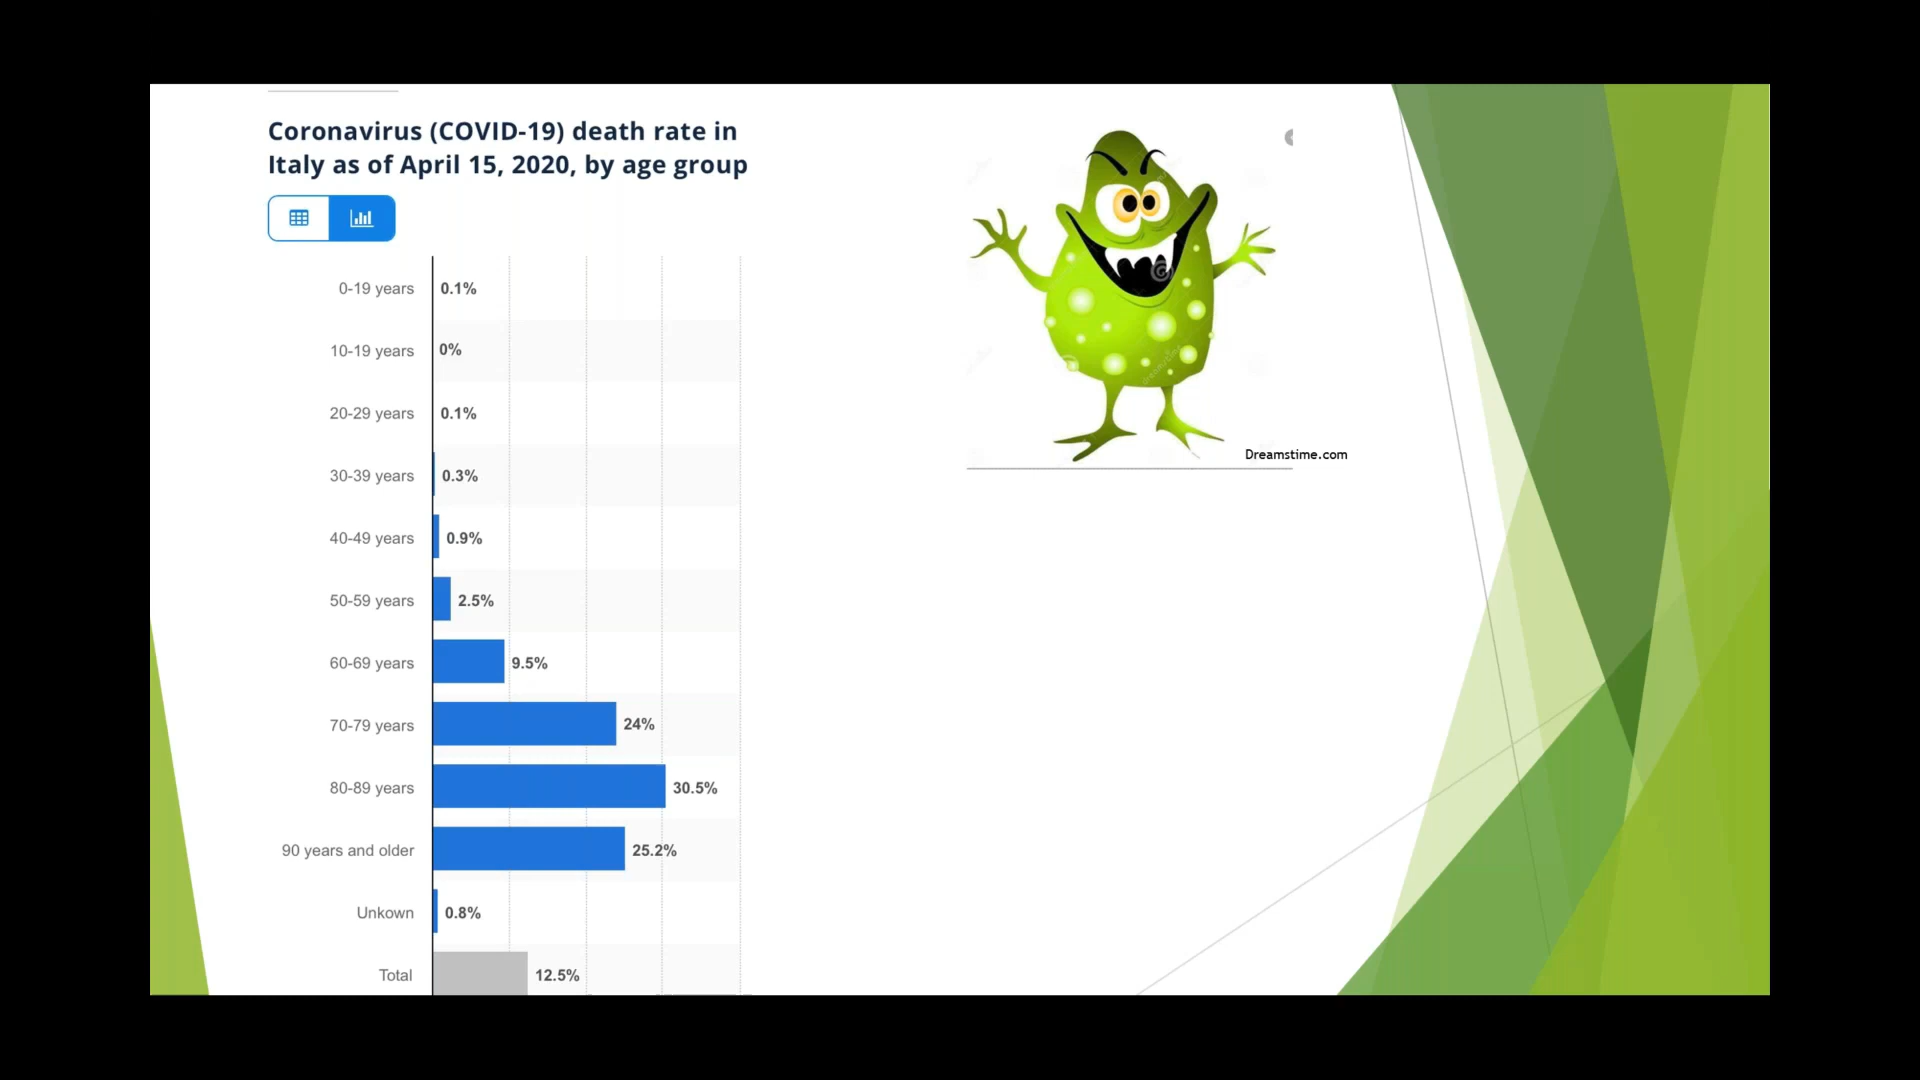 Coronavirus (COVID-19) death rate in
Italy as of April 15, 2020, by age group
0-19 years 0.1%
10-19 years 0%
20-29 years 0.1%
30-39 years 0.3%
40-49 years 0.9%
50-59 years 2.5%
60-69 years 9.5%
70-79 years 24%
80-89 years 30.5%
90 years and older 25.2%
Unkown 0.8%
Total 12.5%
Dreamstime.com